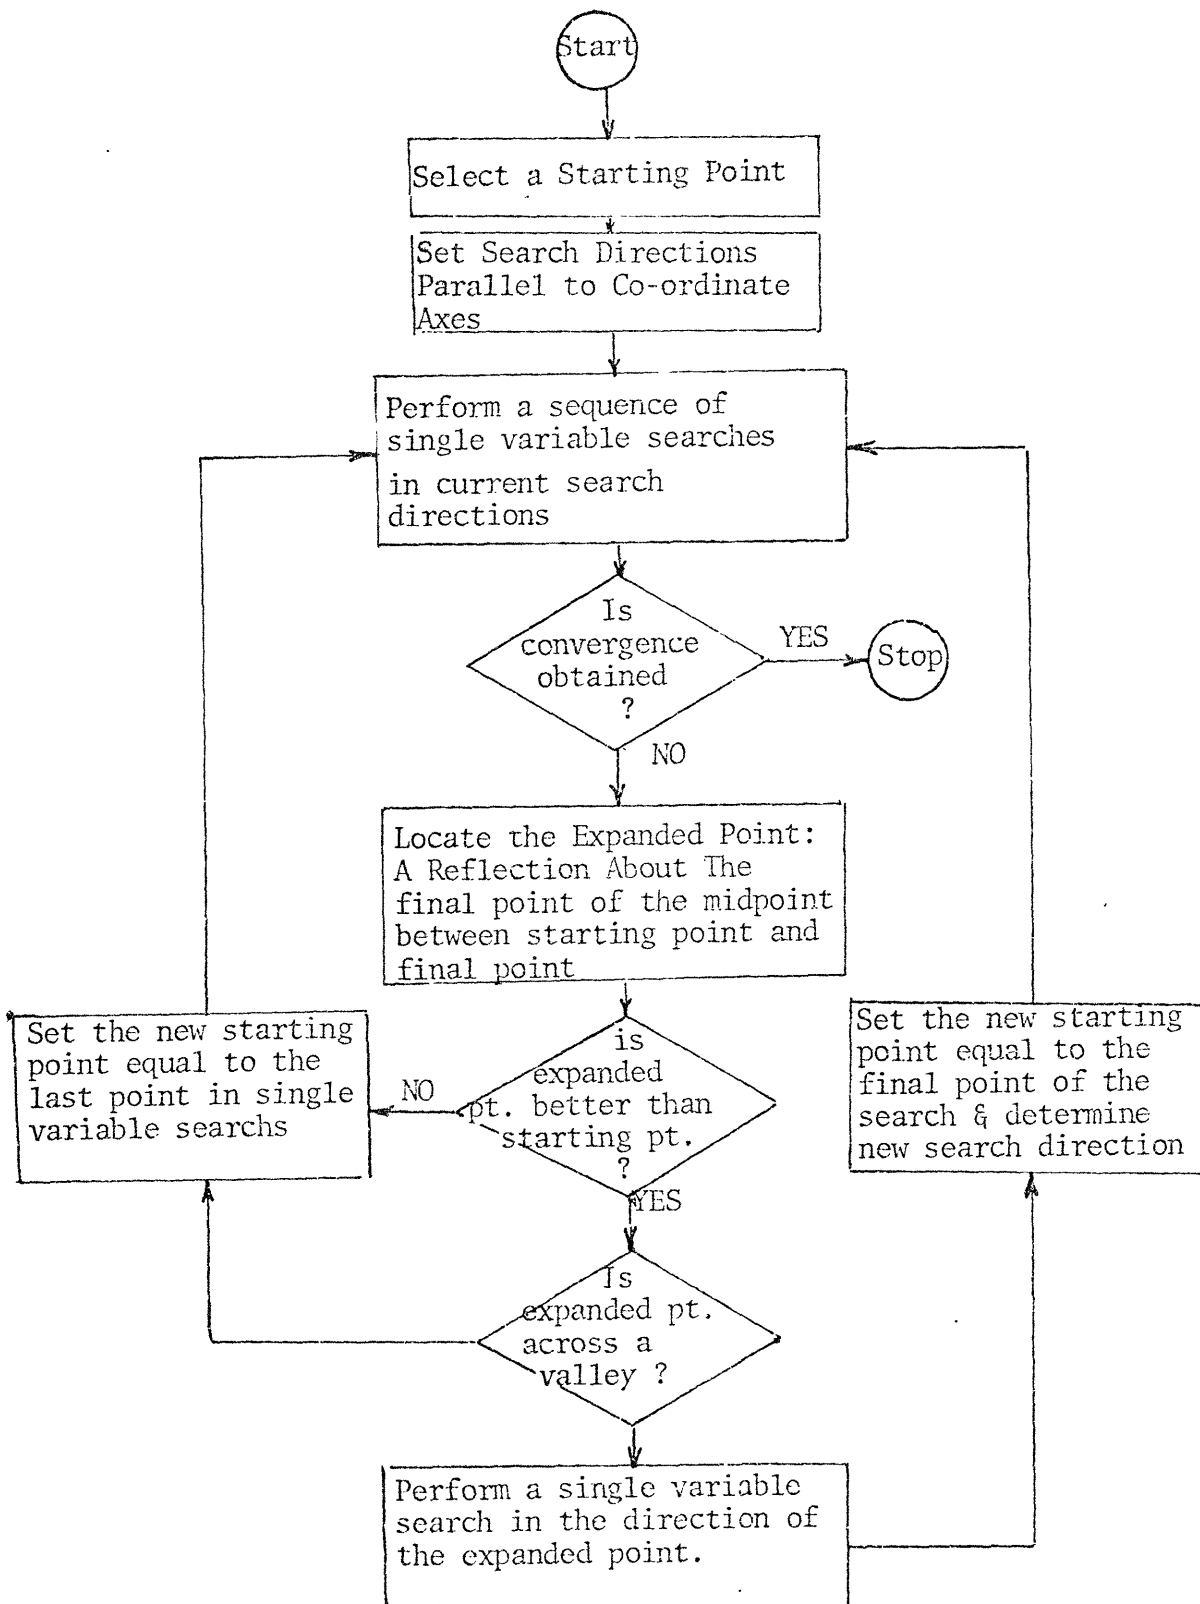 Start
Select a Starting Point
Set Search Directions
Parallel to Co-ordinate
Axes
Perform a sequence of
single variable searches
in current search
directions
Is
convergence
obtained
?
YES
Stop
NO
Locate the Expanded Point:
A Reflection About The
final point of the midpoint
between starting point and
final point
Set the new starting
point equal to the
last point in single
variable searchs
NO
is
expanded
pt. better than
starting pt.
?
YES
Set the new starting
point equal to the
final point of the
search & determine
new search direction
Is
expanded pt.
across a
valley ?
Perform a single variable
search in the direction of
the expanded point.